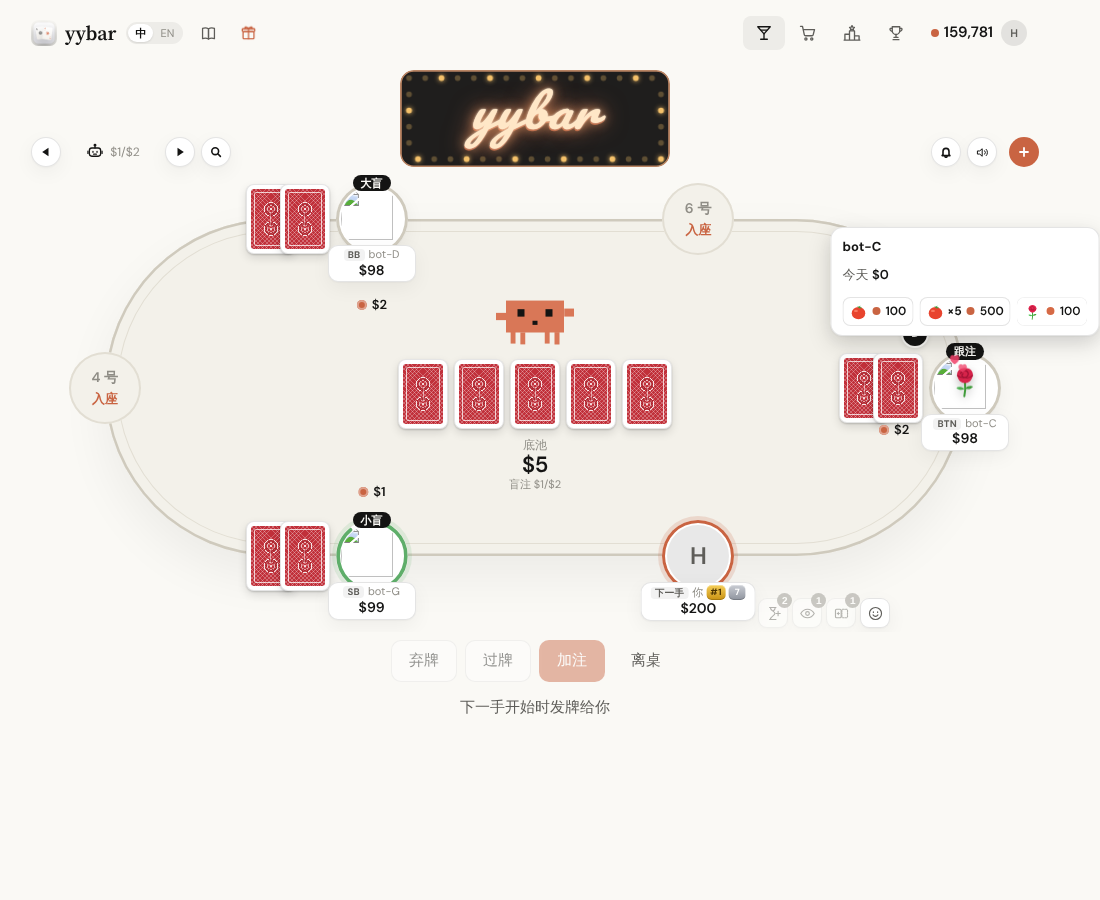 yybar
中 EN
159,781 H
yybar
$1/$2
大盲
BB bot-D
$98
$2
6 号
入座
bot-C
今天 $0
100
×5 500
100
4 号
入座
跟注
BTN bot-C
$98
$2
底池
$5
盲注 $1/$2
$1
小盲
SB bot-G
$99
H
下一手 你 #1 7
$200
2
1
1
弃牌 过牌 加注 离桌
下一手开始时发牌给你